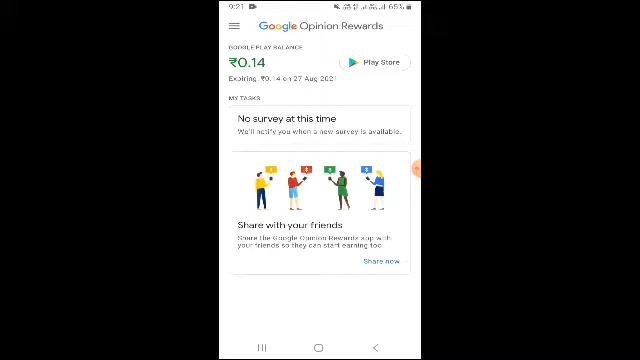 9:21
65%
Google Opinion Rewards
GOOGLE PLAY BALANCE
₹0.14
Play Store
Expiring: ₹0.14 on 27 Aug 2021
MY TASKS
No survey at this time
We'll notify you when a new survey is available.
Share with your friends
Share the Google Opinion Rewards app with
your friends so they can start earning too.
Share now